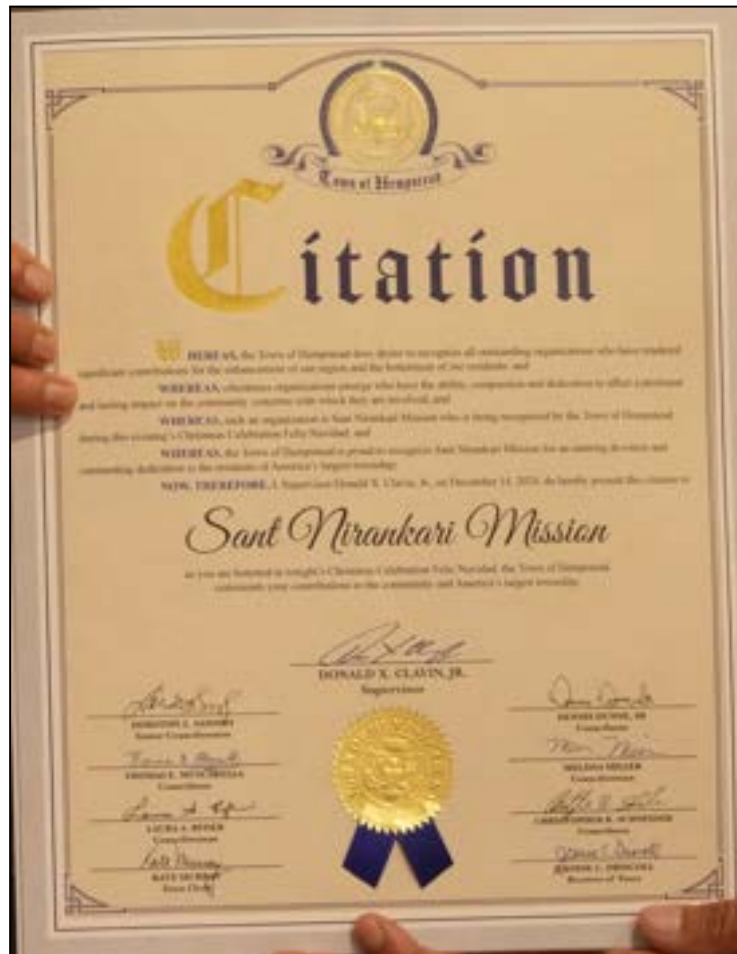 Town of Hempstead
Citation
WHEREAS, the Town of Hempstead does desire to recognize all outstanding organizations who have rendered
significant contributions for the enhancement of our region and the betterment of our residents; and
WHEREAS, oftentimes organizations emerge who have the ability, compassion and dedication to effect a profound
and lasting impact on the community concerns with which they are involved; and
WHEREAS, such an organization is Sant Nirankari Mission who is being recognized by the Town of Hempstead
during this evening's Christmas Celebration Feliz Navidad; and
WHEREAS, the Town of Hempstead is proud to recognize Sant Nirankari Mission for an untiring devotion and
outstanding dedication to the residents of America's largest township;
NOW, THEREFORE, I, Supervisor Donald X. Clavin, Jr., on December 14, 2024, do hereby present this citation to
Sant Nirankari Mission
as you are honored in tonight's Christmas Celebration Feliz Navidad, the Town of Hempstead
commends your contributions to the community and America's largest township.
DONALD X. CLAVIN, JR.
Supervisor
DOROTHY L. GOOSBY
Senior Councilwoman
DENNIS DUNNE, SR
Councilman
THOMAS E. MUSCARELLA
Councilman
MELISSA MILLER
Councilwoman
LAURA A. RYDER
Councilwoman
CHRISTOPHER R. SCHNEIDER
Councilman
KATE MURRAY
Town Clerk
JEANINE C. DRISCOLL
Receiver of Taxes